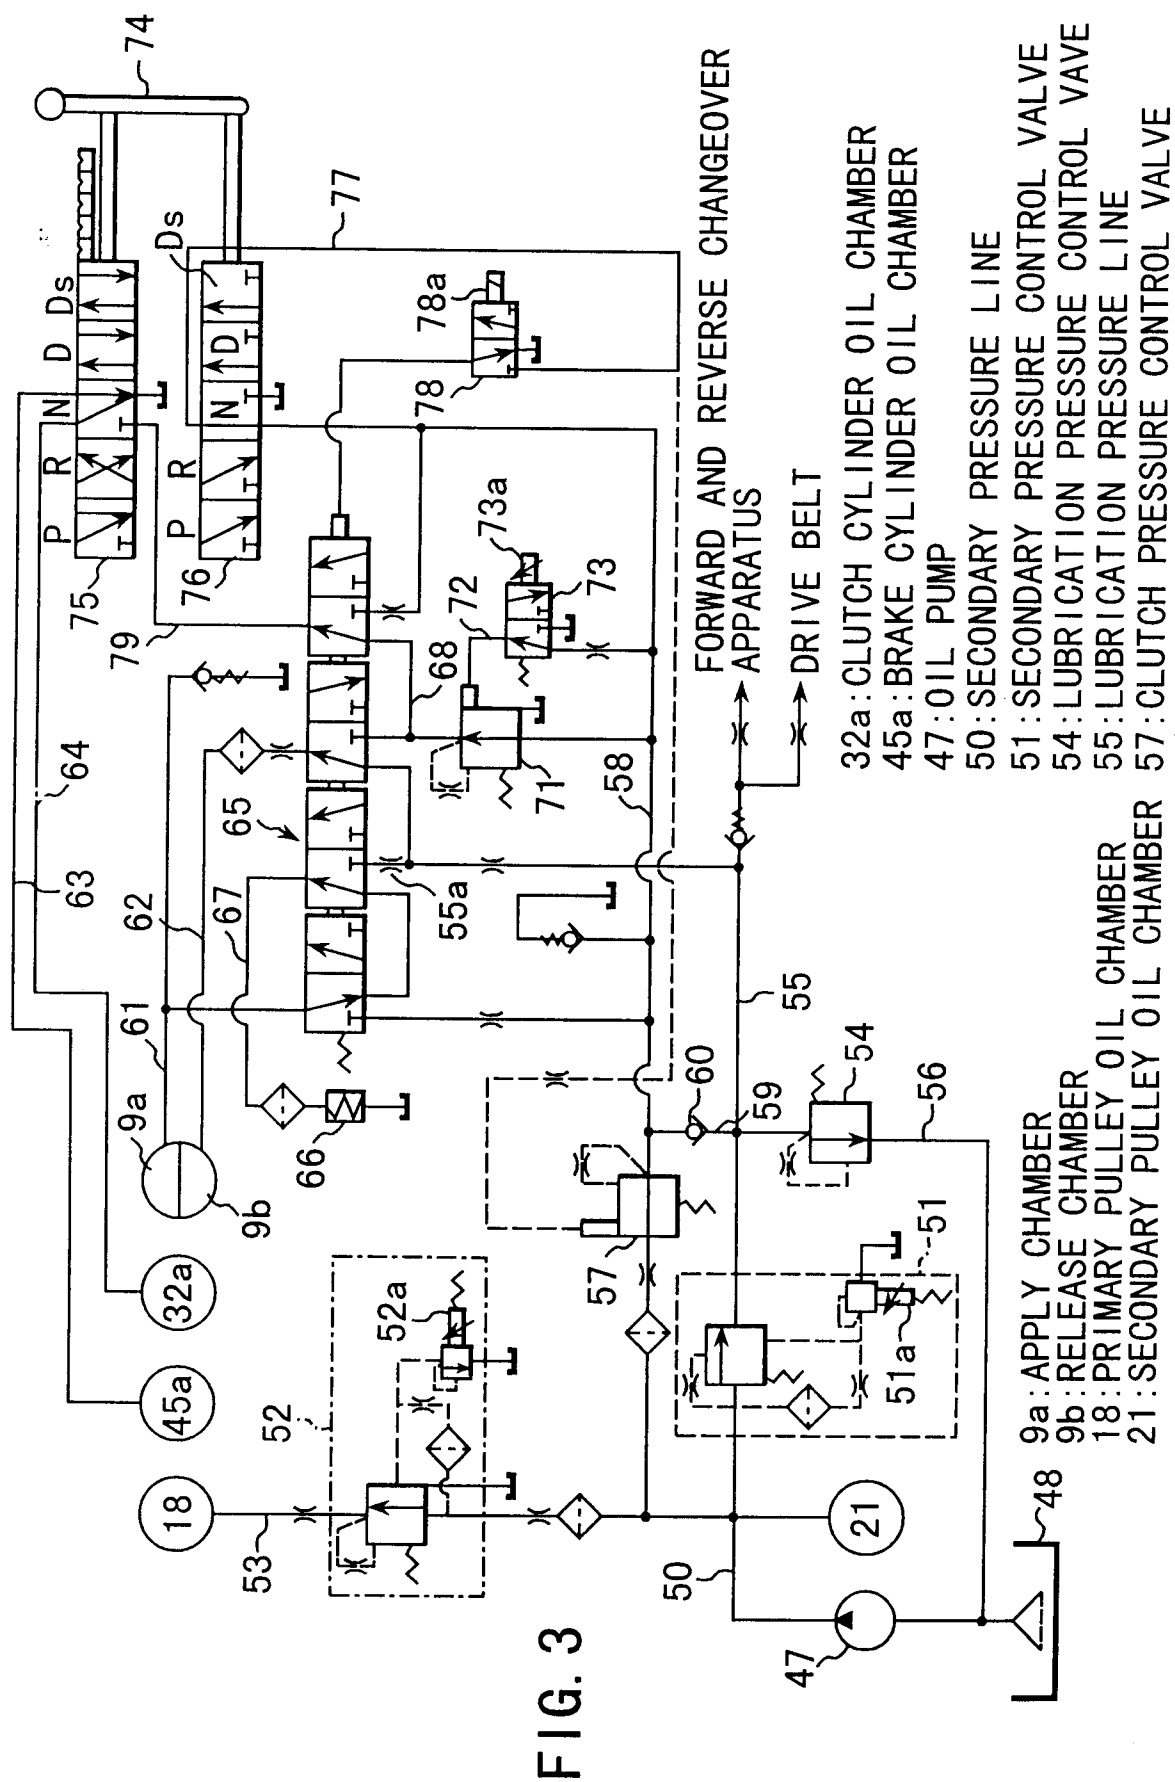 FIG. 3
74
75
P R N D Ds
76
P R N D Ds
77
78
78a
79
63
64
61
62
67
65
68
72
73a
73
71
58
55a
66
9a
9b
32a
45a
18
53
52
52a
57
60
59
55
54
56
51
51a
50
21
47
48
FORWARD AND REVERSE CHANGEOVER
APPARATUS
DRIVE BELT
9a:APPLY CHAMBER
9b:RELEASE CHAMBER
18:PRIMARY PULLEY OIL CHAMBER
21:SECONDARY PULLEY OIL CHAMBER
32a:CLUTCH CYLINDER OIL CHAMBER
45a:BRAKE CYLINDER OIL CHAMBER
47:OIL PUMP
50:SECONDARY PRESSURE LINE
51:SECONDARY PRESSURE CONTROL VALVE
54:LUBRICATION PRESSURE CONTROL VAVE
55:LUBRICATION PRESSURE LINE
57:CLUTCH PRESSURE CONTROL VALVE